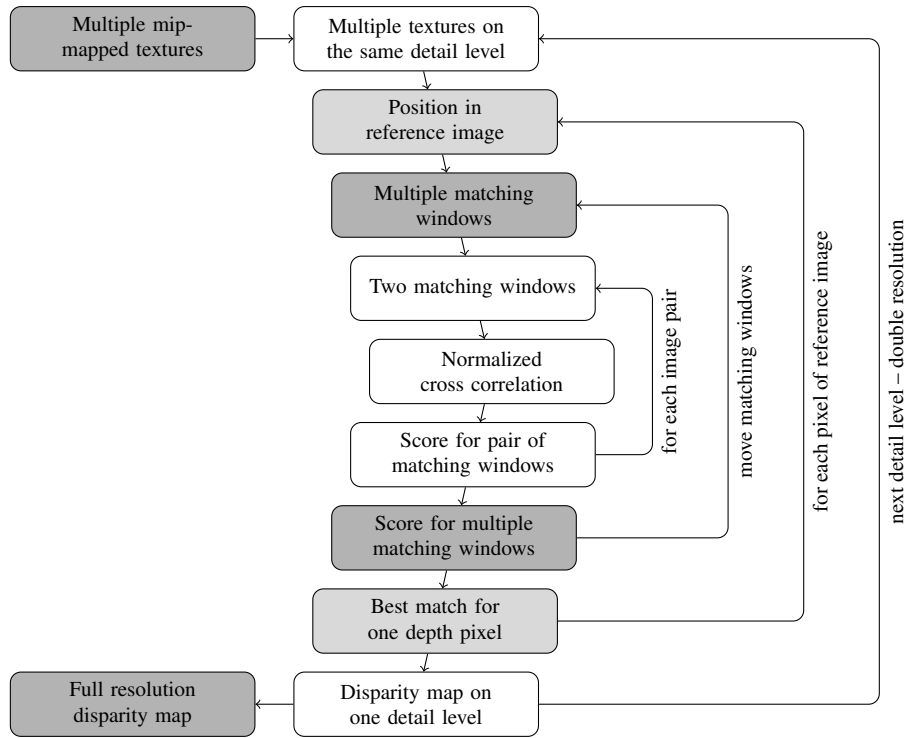 Multiple mip-
mapped textures
Multiple textures on
the same detail level
Position in
reference image
Multiple matching
windows
Two matching windows
Normalized
cross correlation
Score for pair of
matching windows
Score for multiple
matching windows
Best match for
one depth pixel
Full resolution
disparity map
Disparity map on
one detail level
for each image pair
move matching windows
for each pixel of reference image
next detail level – double resolution